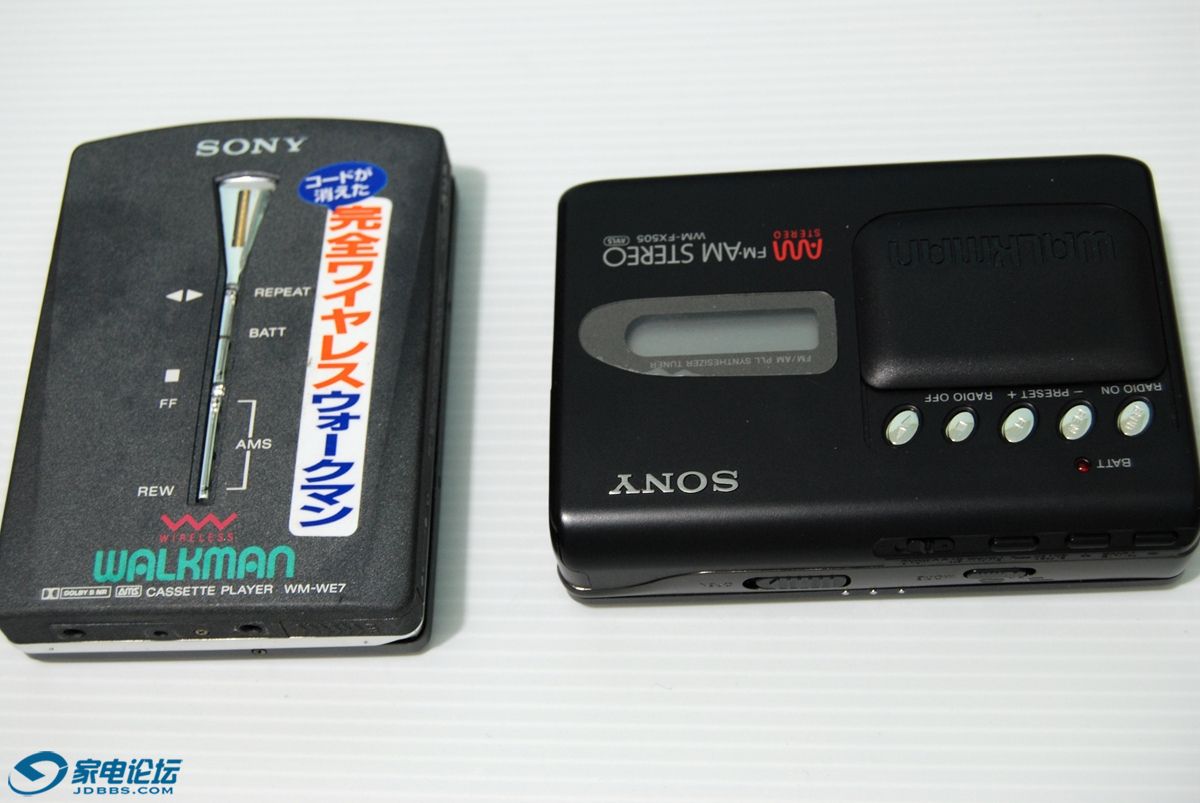 SONY
コードが
消えた
完全ワイヤレスウォークマン
REPEAT
BATT
FF
AMS
REW
WIRELESS
WALKMAN
DOLBY B NR AMS CASSETTE PLAYER WM-WE7
WALKMAN
STEREO
FM·AM STEREO
WM-FX505
AVLS
FM/AM PLL SYNTHESIZER TUNER
RADIO ON
− PRESET +
RADIO OFF
BATT
SONY
家电论坛
JDBBS.COM